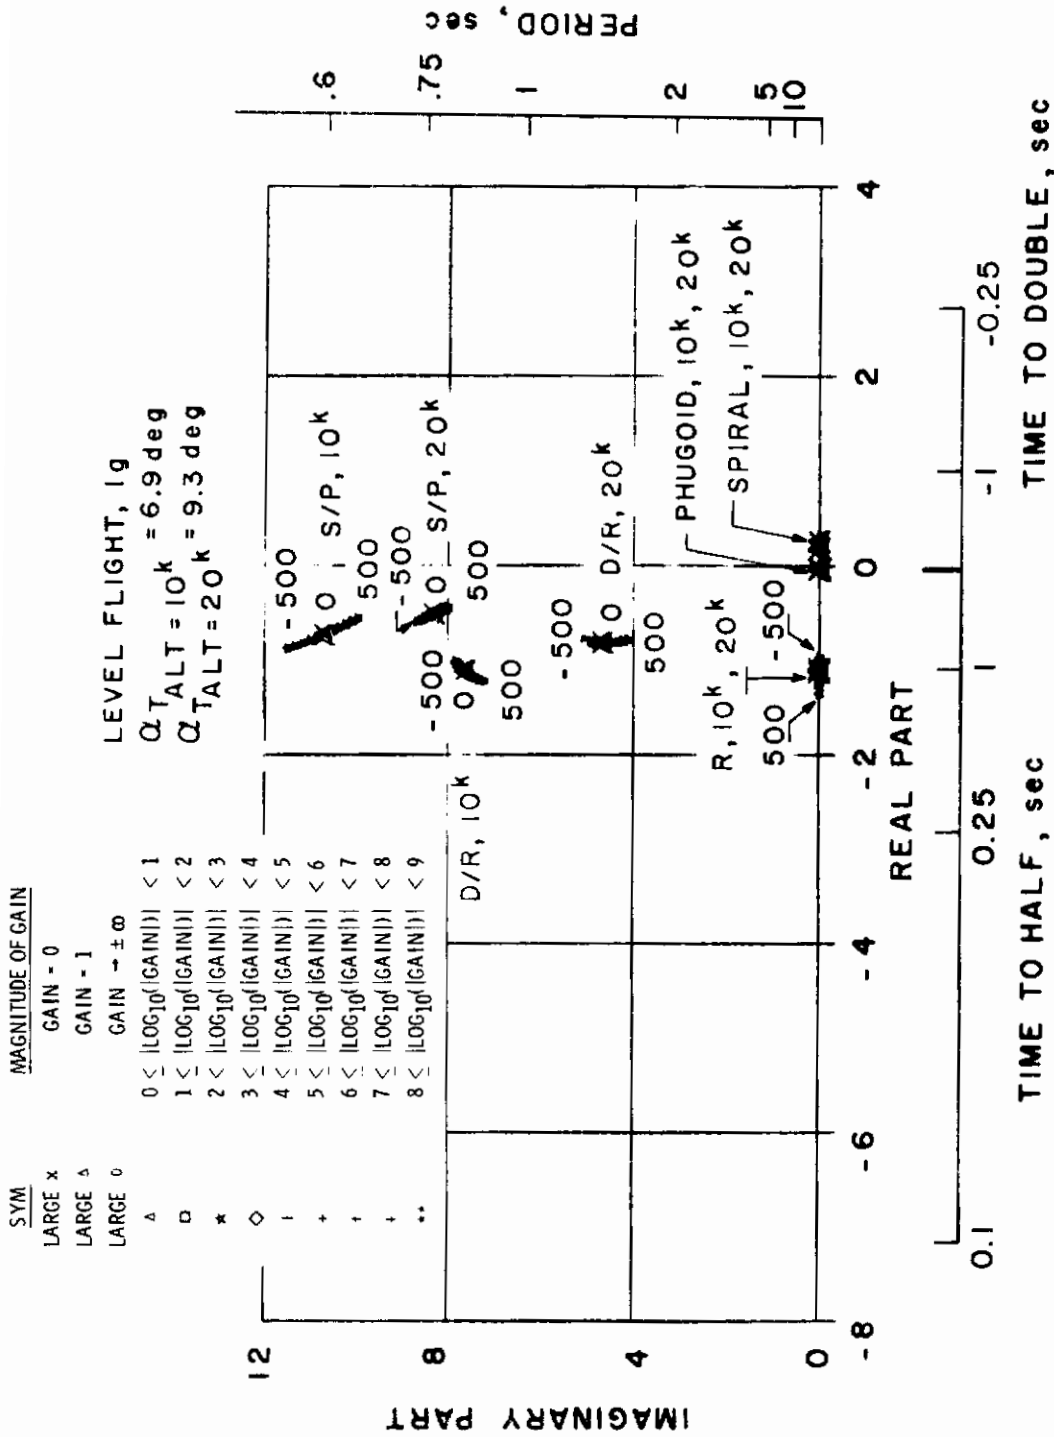 SYM MAGNITUDE OF GAIN
LARGE x GAIN = 0
LARGE Δ GAIN = 1
LARGE O GAIN → ±∞
Δ 0 ≤ |LOG10(|GAIN|)| < 1
□ 1 ≤ |LOG10(|GAIN|)| < 2
★ 2 ≤ |LOG10(|GAIN|)| < 3
◇ 3 ≤ |LOG10(|GAIN|)| < 4
4 ≤ |LOG10(|GAIN|)| < 5
+ 5 ≤ |LOG10(|GAIN|)| < 6
6 ≤ |LOG10(|GAIN|)| < 7
7 ≤ |LOG10(|GAIN|)| < 8
** 8 ≤ |LOG10(|GAIN|)| < 9
LEVEL FLIGHT, 1g
αT ALT = 10k = 6.9 deg
αT ALT = 20k = 9.3 deg
-500
0 S/P, 10k
500
-500
0 S/P, 20k
500
-500
0
500
D/R, 10k
-500
0 D/R, 20k
500
R, 10k, 20k
500
-500
PHUGOID, 10k, 20k
SPIRAL, 10k, 20k
IMAGINARY PART
12
8
4
0
-8 -6 -4 -2 0 2 4
REAL PART
PERIOD, sec
.6
.75
1
2
5
10
0.1 0.25 1 -1 -0.25
TIME TO HALF, sec
TIME TO DOUBLE, sec